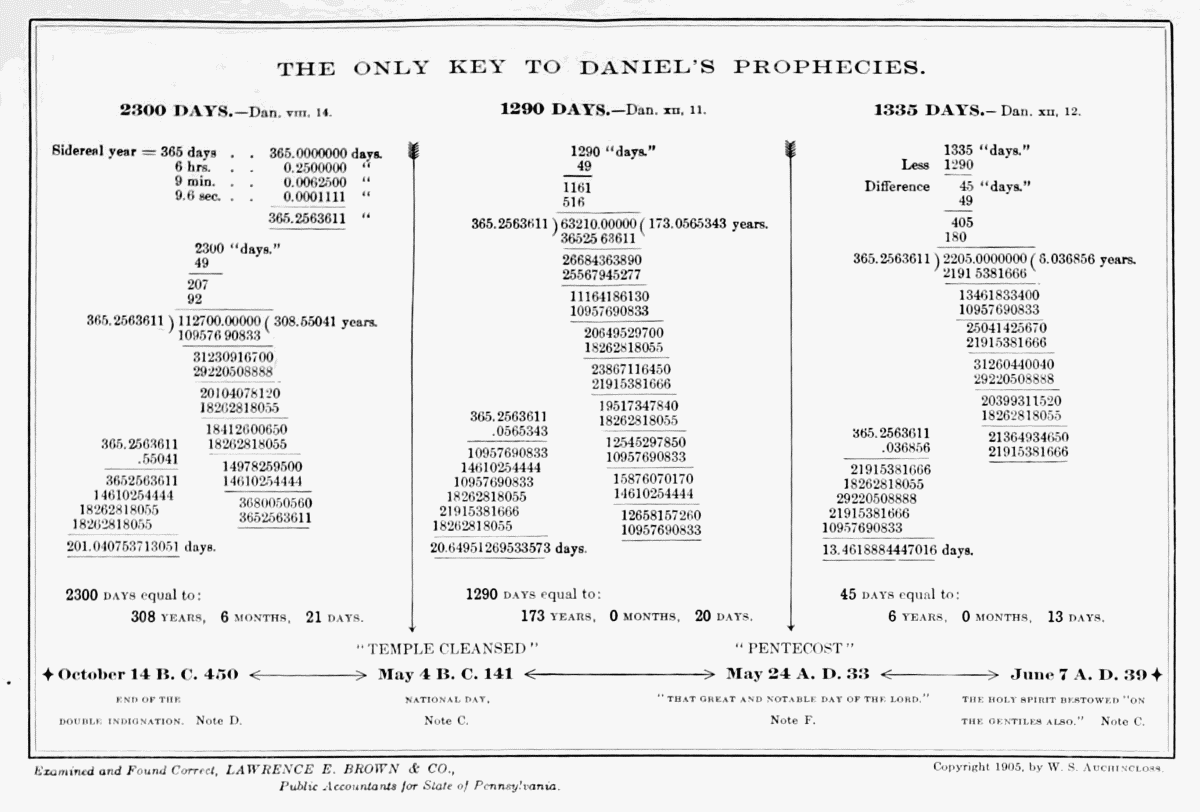 THE ONLY KEY TO DANIEL'S PROPHECIES.
2300 DAYS.—Dan. VIII, 14.
Sidereal year = 365 days . . 365.0000000 days.
6 hrs. . . 0.2500000 “
9 min. . . 0.0062500 “
9.6 sec. . . 0.0001111 “
365.2563611 “
2300 “days.”
49
207
92
365.2563611 ) 112700.00000 ( 308.55041 years.
109576 90833
31230916700
29220508888
20104078120
18262818055
18412600650
18262818055
14978259500
14610254444
3680050560
3652563611
365.2563611
.55041
3652563611
14610254444
18262818055
18262818055
201.040753713051 days.
2300 DAYS equal to:
308 YEARS, 6 MONTHS, 21 DAYS.
1290 DAYS.—Dan. XII, 11.
1290 “days.”
49
1161
516
365.2563611 ) 63210.00000 ( 173.0565343 years.
36525 63611
26684363890
25567945277
11164186130
10957690833
20649529700
18262818055
23867116450
21915381666
19517347840
18262818055
12545297850
10957690833
15876070170
14610254444
12658157260
10957690833
365.2563611
.0565343
10957690833
14610254444
10957690833
18262818055
21915381666
18262818055
20.64951269533573 days.
1290 DAYS equal to:
173 YEARS, 0 MONTHS, 20 DAYS.
1335 DAYS.– Dan. XII, 12.
1335 “days.”
Less 1290
Difference 45 “days.”
49
405
180
365.2563611 ) 2205.0000000 ( 6.036856 years.
2191 5381666
13461833400
10957690833
25041425670
21915381666
31260440040
29220508888
20399311520
18262818055
21364934650
21915381666
365.2563611
.036856
21915381666
18262818055
29220508888
21915381666
10957690833
13.4618884447016 days.
45 DAYS equal to:
6 YEARS, 0 MONTHS, 13 DAYS.
“TEMPLE CLEANSED” “PENTECOST”
October 14 B. C. 450 May 4 B. C. 141 May 24 A. D. 33 June 7 A. D. 39
END OF THE
DOUBLE INDIGNATION. Note D.
NATIONAL DAY,
Note C.
“THAT GREAT AND NOTABLE DAY OF THE LORD.”
Note F.
THE HOLY SPIRIT BESTOWED “ON
THE GENTILES ALSO.” Note C.
Examined and Found Correct, LAWRENCE E. BROWN & CO.,
Public Accountants for State of Pennsylvania.
Copyright 1905, by W. S. AUCHINCLOSS.